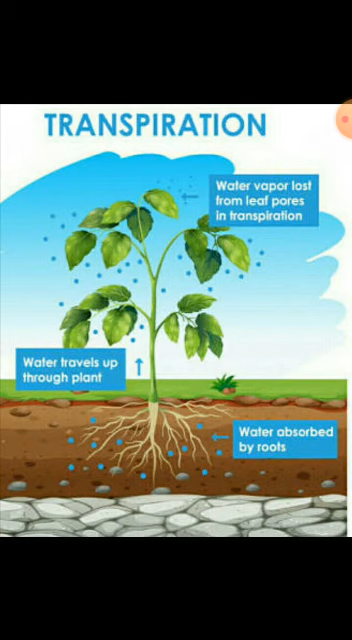 TRANSPIRATION
Water vapor lost
from leaf pores
in transpiration
Water travels up
through plant
Water absorbed
by roots